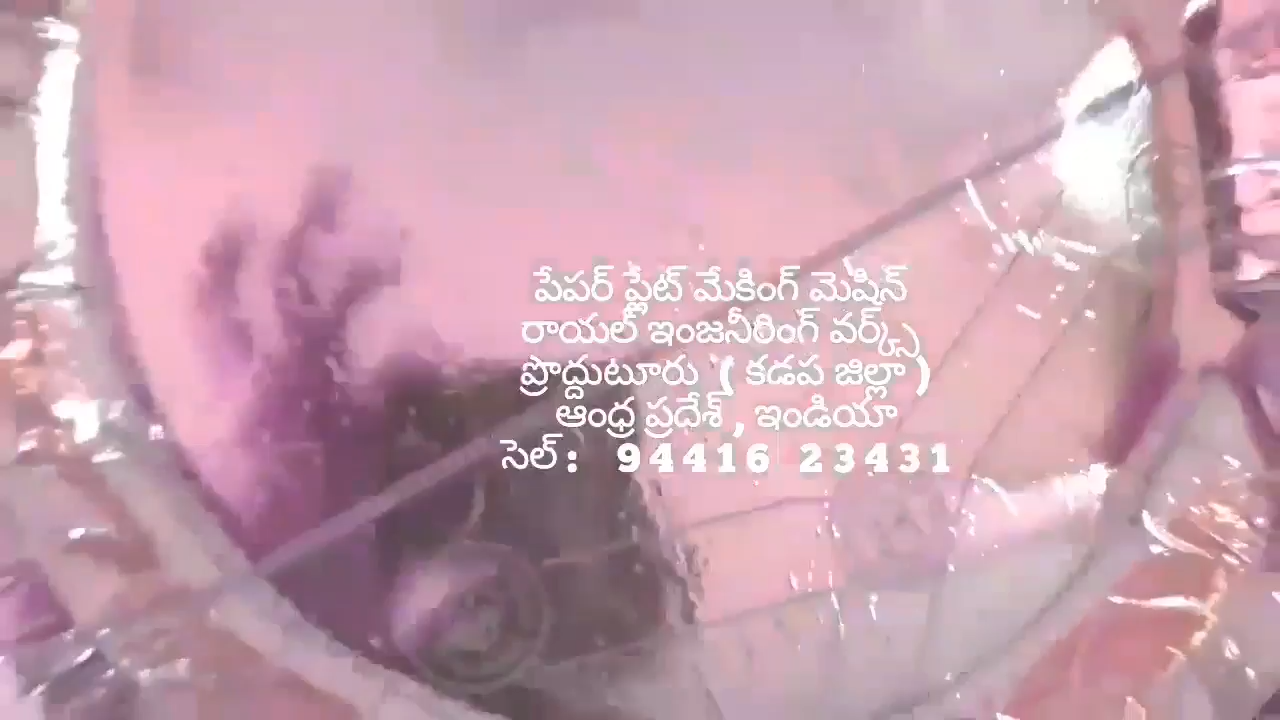 పేపర్ ప్లేట్ మేకింగ్ మెషిన్
రాయల్ ఇంజనీరింగ్ వర్క్స్
ప్రొద్దుటూరు ( కడప జిల్లా )
ఆంధ్ర ప్రదేశ్ , ఇండియా
సెల్ : 94416 23431